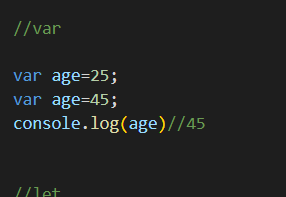 //var
var age=25;
var age=45;
console.log(age)//45
//let